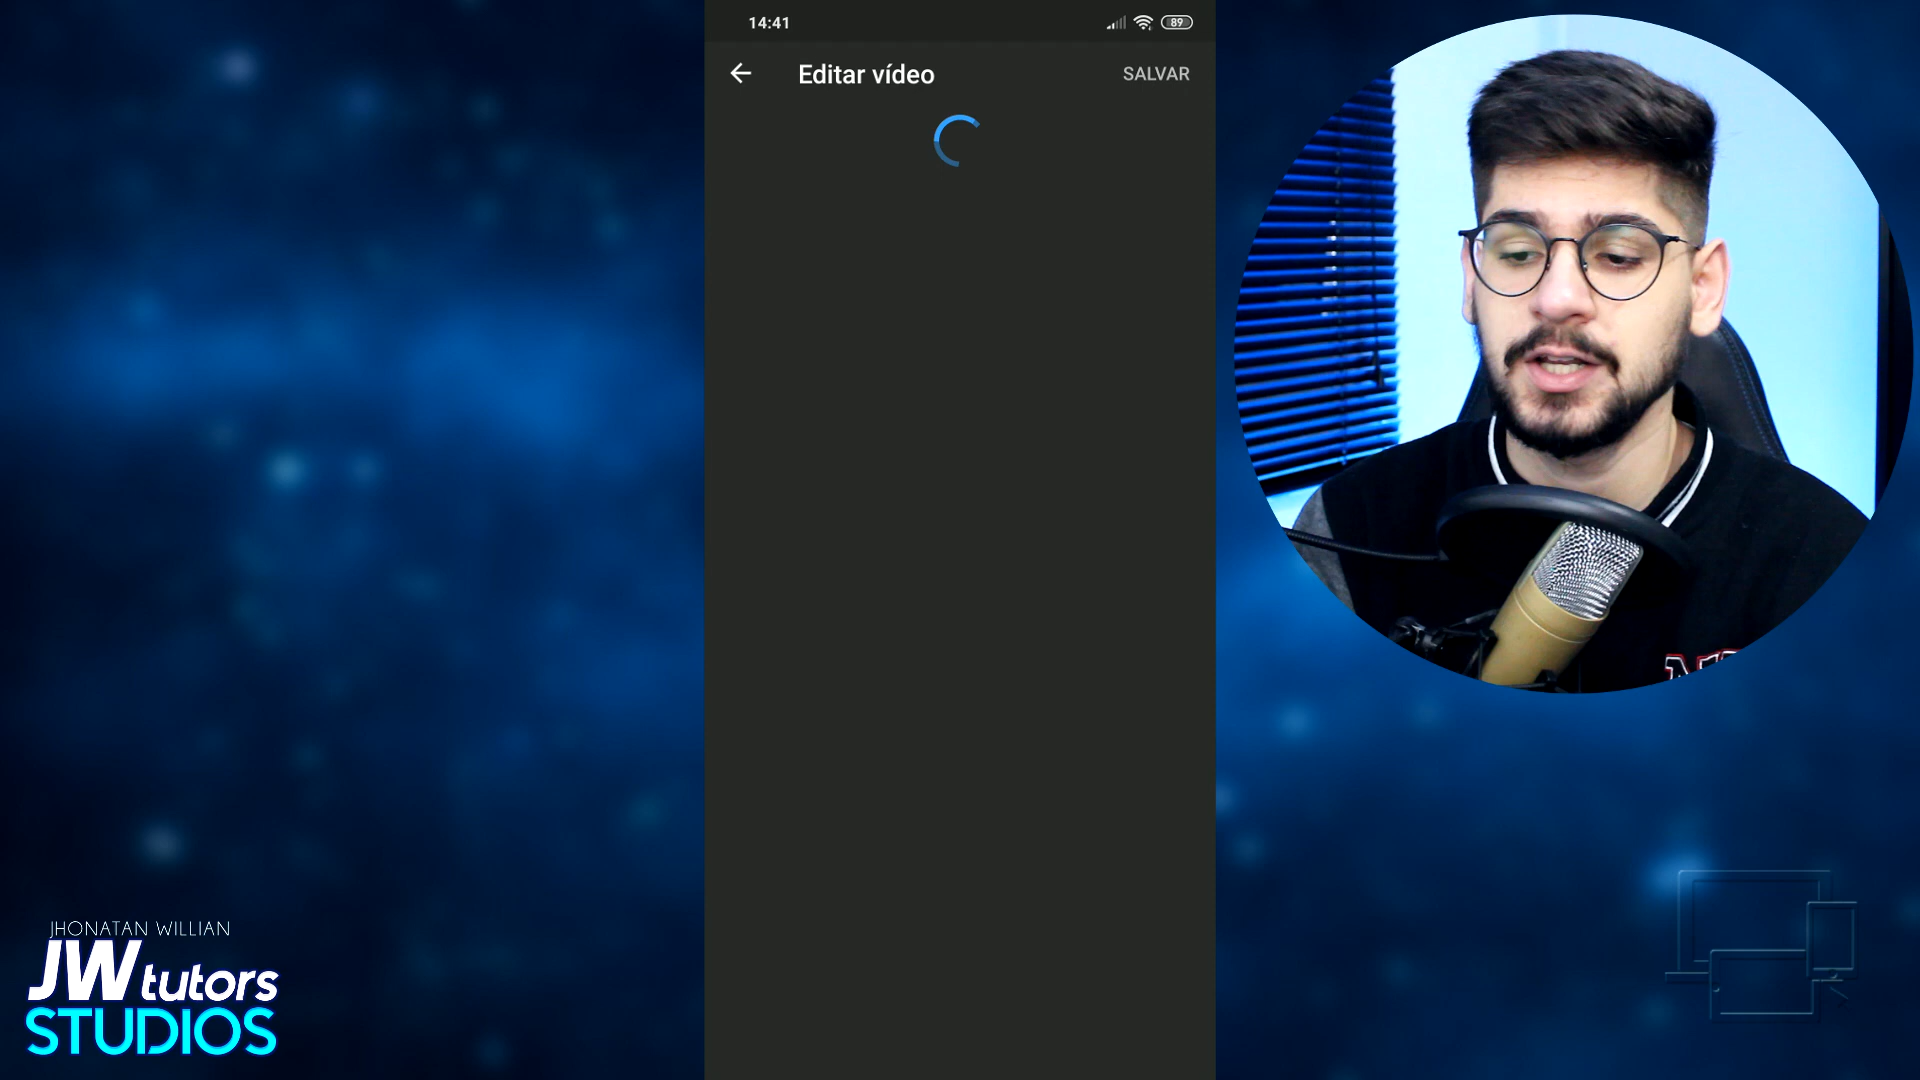 14:41
89
Editar vídeo
SALVAR
JHONATAN WILLIAN
JW tutors
STUDIOS